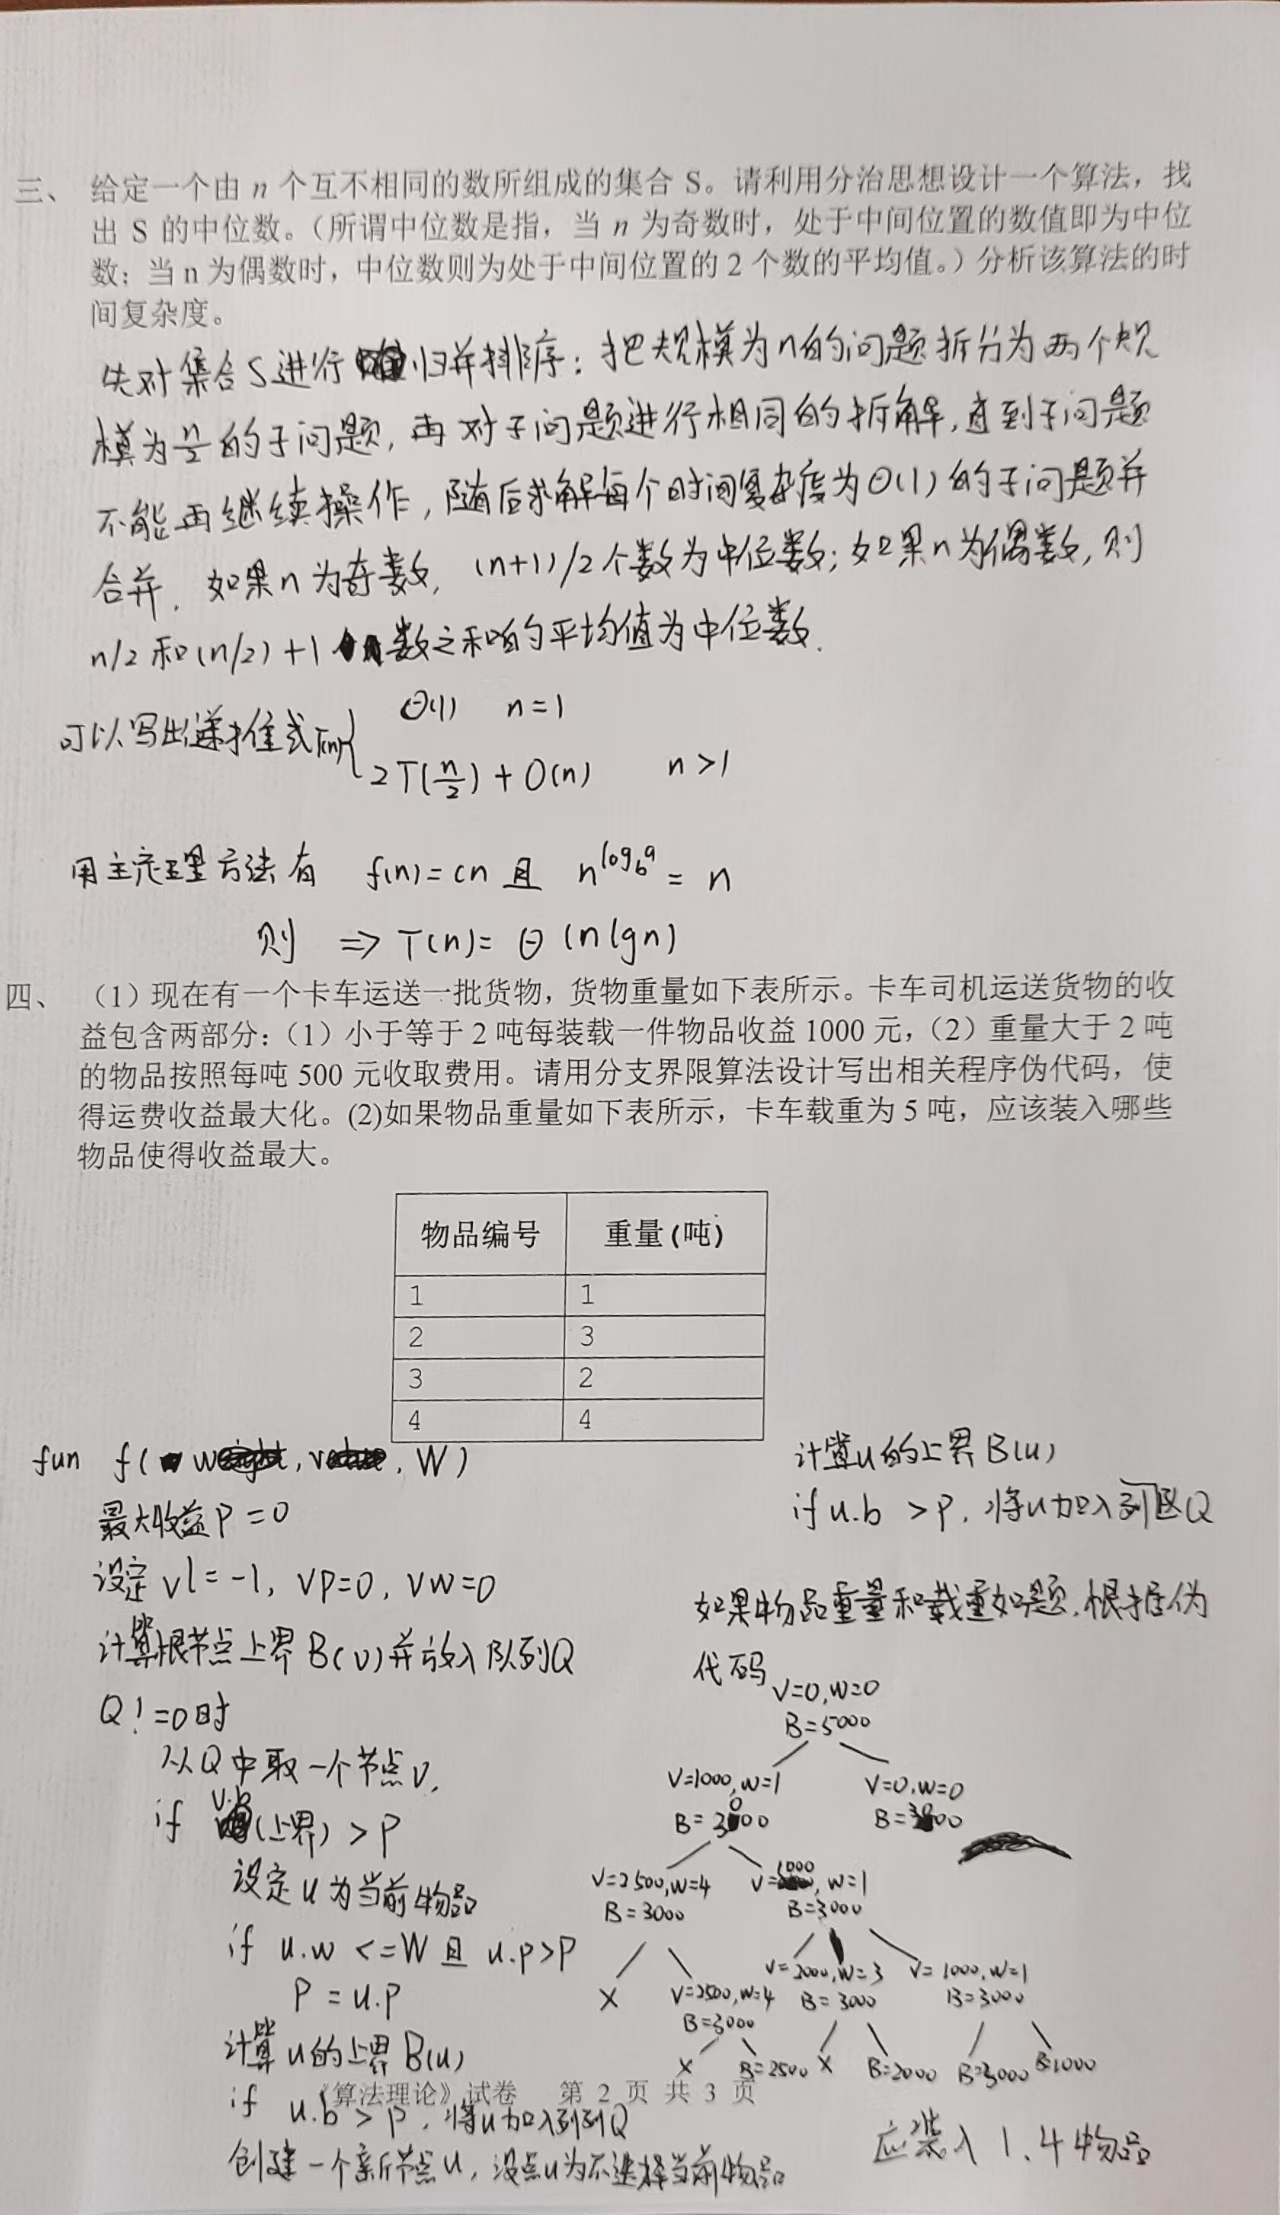 三、 给定一个由 n 个互不相同的数所组成的集合 S。请利用分治思想设计一个算法，找
出 S 的中位数。（所谓中位数是指，当 n 为奇数时，处于中间位置的数值即为中位
数；当 n 为偶数时，中位数则为处于中间位置的 2 个数的平均值。）分析该算法的时
间复杂度。
先对集合S进行归并排序：把规模为n的问题拆分为两个规
模为n/2的子问题，再对子问题进行相同的拆解，直到子问题
不能再继续操作，随后求解每个时间复杂度为Θ(1)的子问题并
合并．如果n为奇数，(n+1)/2个数为中位数；如果n为偶数，则
n/2和(n/2)+1 数之和的平均值为中位数．
可以写出递推式T(n){ Θ(1) n=1
2T(n/2)+O(n) n>1
用主定理方法有 f(n)=cn 且 n^log_b a = n
则 => T(n)= Θ(nlgn)
四、 （1）现在有一个卡车运送一批货物，货物重量如下表所示。卡车司机运送货物的收
益包含两部分：（1）小于等于 2 吨每装载一件物品收益 1000 元，（2）重量大于 2 吨
的物品按照每吨 500 元收取费用。请用分支界限算法设计写出相关程序伪代码，使
得运费收益最大化。(2)如果物品重量如下表所示，卡车载重为 5 吨，应该装入哪些
物品使得收益最大。
物品编号 重量(吨)
1 1
2 3
3 2
4 4
fun f( w, v, W)
最大收益P=0
设定 vl=-1, vp=0, vw=0
计算根节点上界B(v)并放入队列Q
Q!=0时
从Q中取一个节点v,
if v.b(上界) > P
设定u为当前物品
if u.w <=W 且 u.p>P
P = u.p
计算u的上界B(u)
if u.b > P, 将u加入到列Q
创建一个新节点u, 设点u为不选择当前物品
《算法理论》试卷 第 2 页 共 3 页
计算u的上界B(u)
if u.b > P, 将u加入到Q
如果物品重量和载重如题，根据伪
代码
V=0,W=0
B=5000
V=1000,W=1 V=0,W=0
B=3000
V=2500,W=4 V=1000,W=1
B=3000 B=3000
X V=2500,W=4 V=2000,W=3 V=1000,W=1
B=3000 B=3000 B=3000
X B=2500 X B=2000 B=3000 B=1000
应装入1.4物品